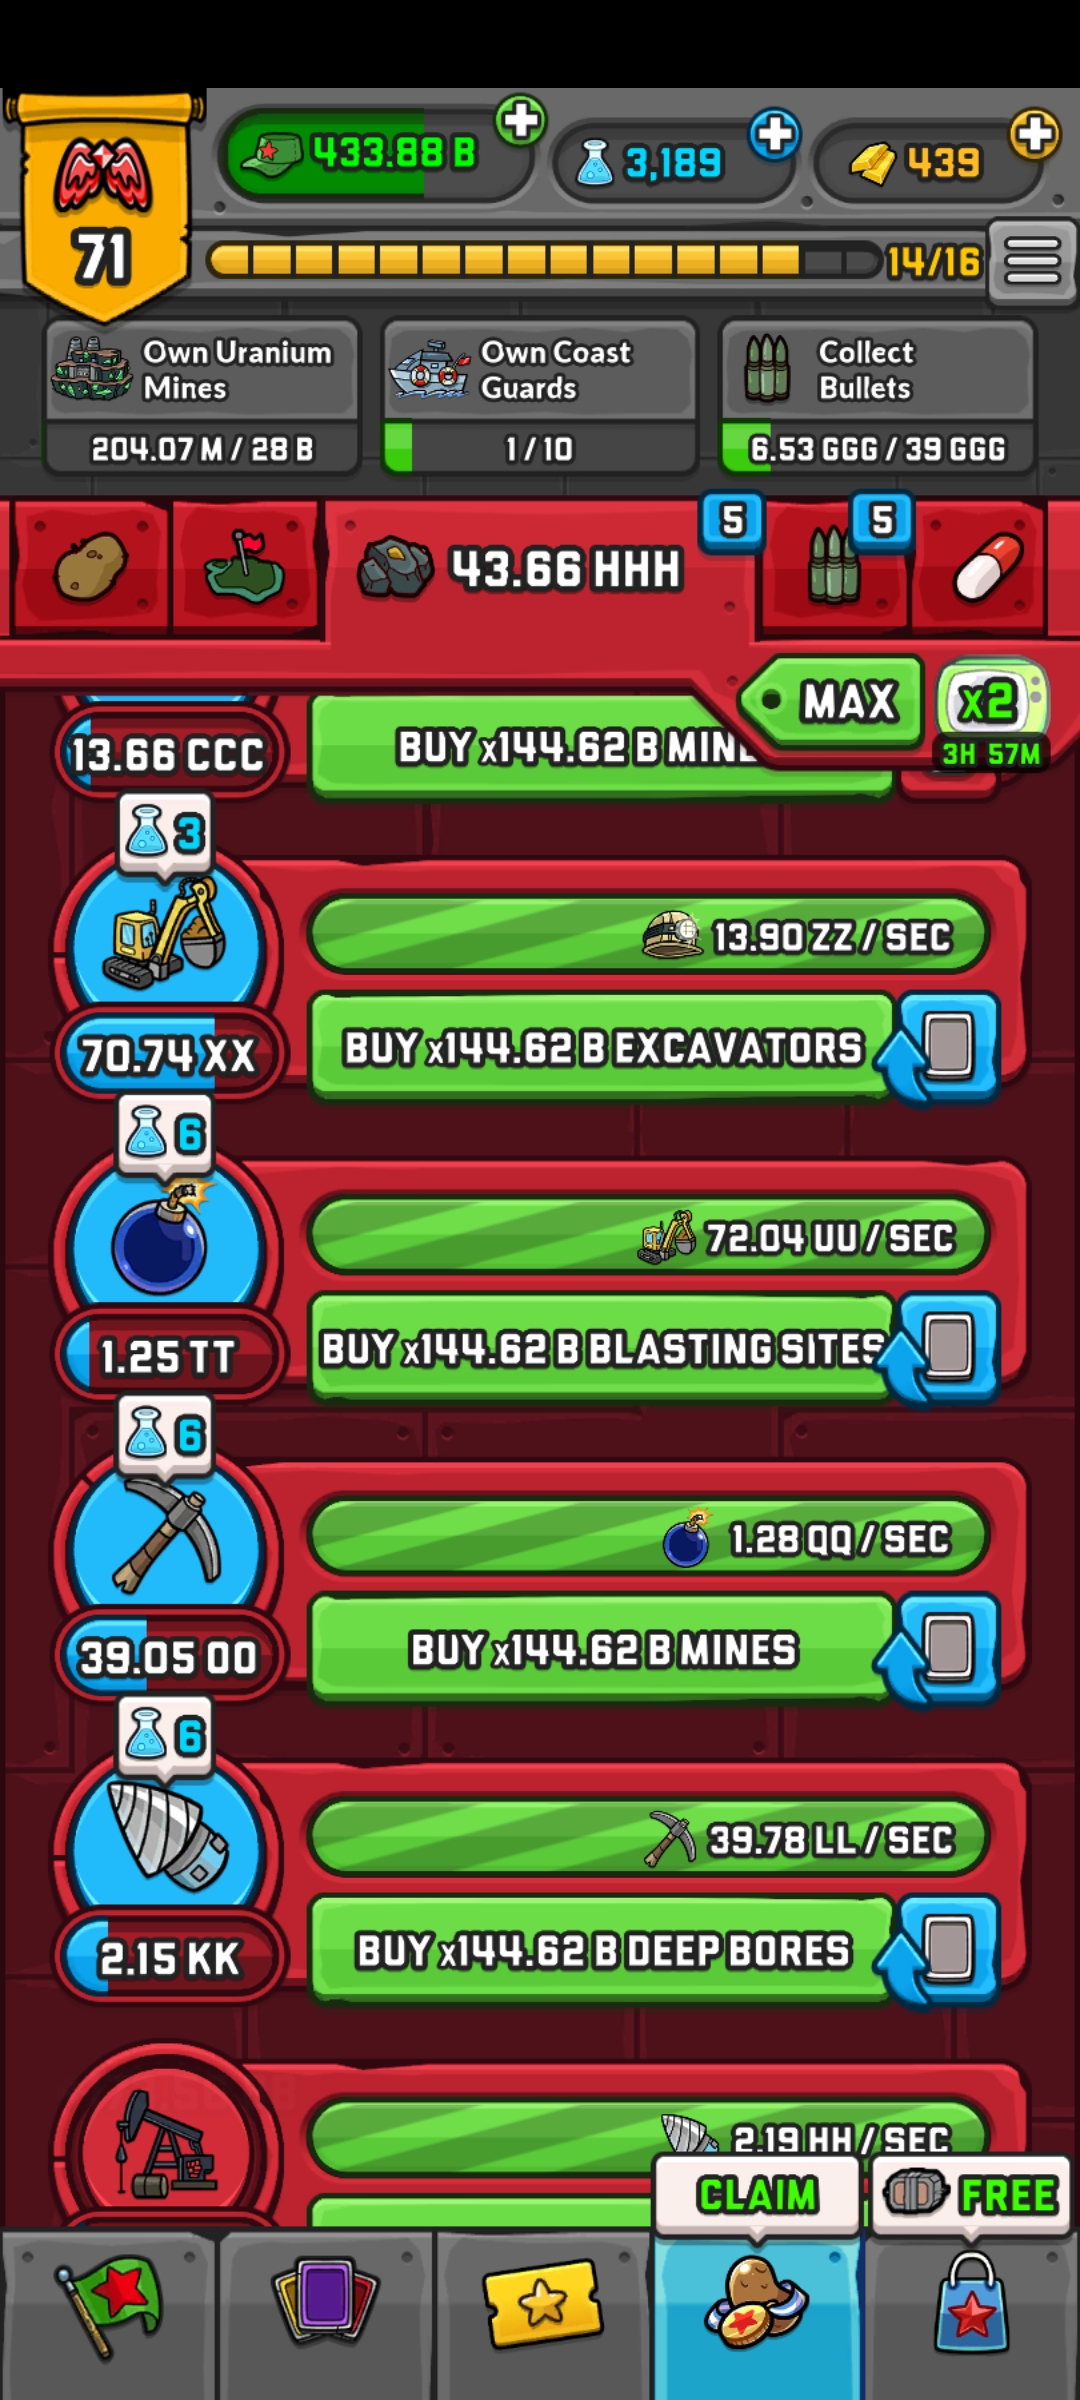 433.88 B
3,189
439
71
14/16
Own Uranium
Mines
204.07 M / 28 B
Own Coast
Guards
1 / 10
Collect
Bullets
6.53 GGG / 39 GGG
43.66 HHH
5
5
MAX
x2
3H 57M
13.66 CCC
BUY x144.62 B
3
13.90 ZZ / SEC
70.74 XX
BUY x144.62 B EXCAVATORS
6
72.04 UU / SEC
1.25 TT
BUY x144.62 B BLASTING SITES
6
1.28 QQ / SEC
39.05 OO
BUY x144.62 B MINES
6
39.78 LL / SEC
2.15 KK
BUY x144.62 B DEEP BORES
2.19 HH / SEC
CLAIM
FREE